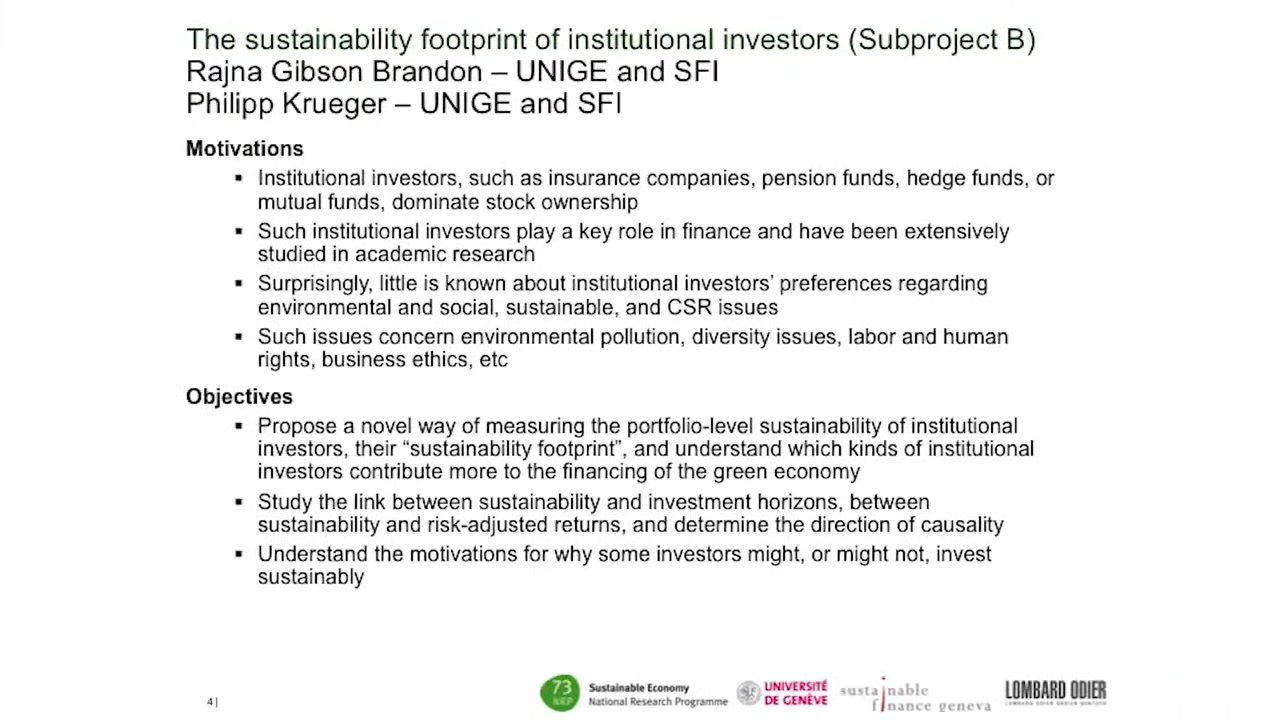 The sustainability footprint of institutional investors (Subproject B)
Rajna Gibson Brandon – UNIGE and SFI
Philipp Krueger – UNIGE and SFI
Motivations
▪ Institutional investors, such as insurance companies, pension funds, hedge funds, or
mutual funds, dominate stock ownership
▪ Such institutional investors play a key role in finance and have been extensively
studied in academic research
▪ Surprisingly, little is known about institutional investors’ preferences regarding
environmental and social, sustainable, and CSR issues
▪ Such issues concern environmental pollution, diversity issues, labor and human
rights, business ethics, etc
Objectives
▪ Propose a novel way of measuring the portfolio-level sustainability of institutional
investors, their “sustainability footprint”, and understand which kinds of institutional
investors contribute more to the financing of the green economy
▪ Study the link between sustainability and investment horizons, between
sustainability and risk-adjusted returns, and determine the direction of causality
▪ Understand the motivations for why some investors might, or might not, invest
sustainably
4 |
73
NRP
Sustainable Economy
National Research Programme
UNIVERSITÉ
DE GENÈVE
sustainable
finance geneva
LOMBARD ODIER